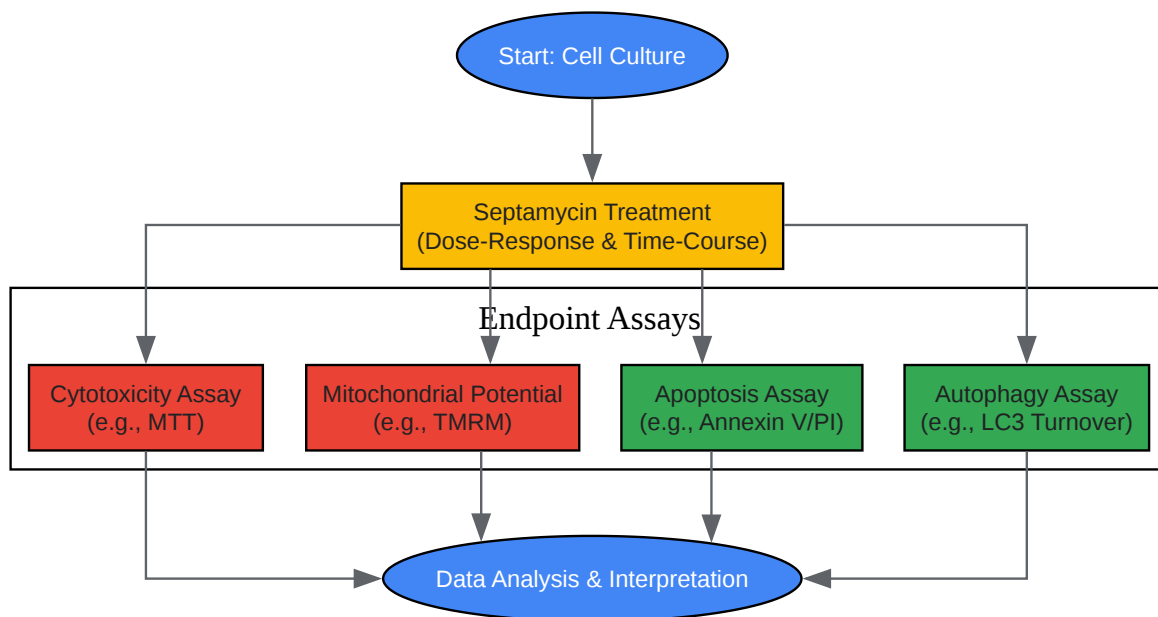 Start: Cell Culture
Septamycin Treatment
(Dose-Response & Time-Course)
Endpoint Assays
Cytotoxicity Assay
(e.g., MTT)
Mitochondrial Potential
(e.g., TMRM)
Apoptosis Assay
(e.g., Annexin V/PI)
Autophagy Assay
(e.g., LC3 Turnover)
Data Analysis & Interpretation